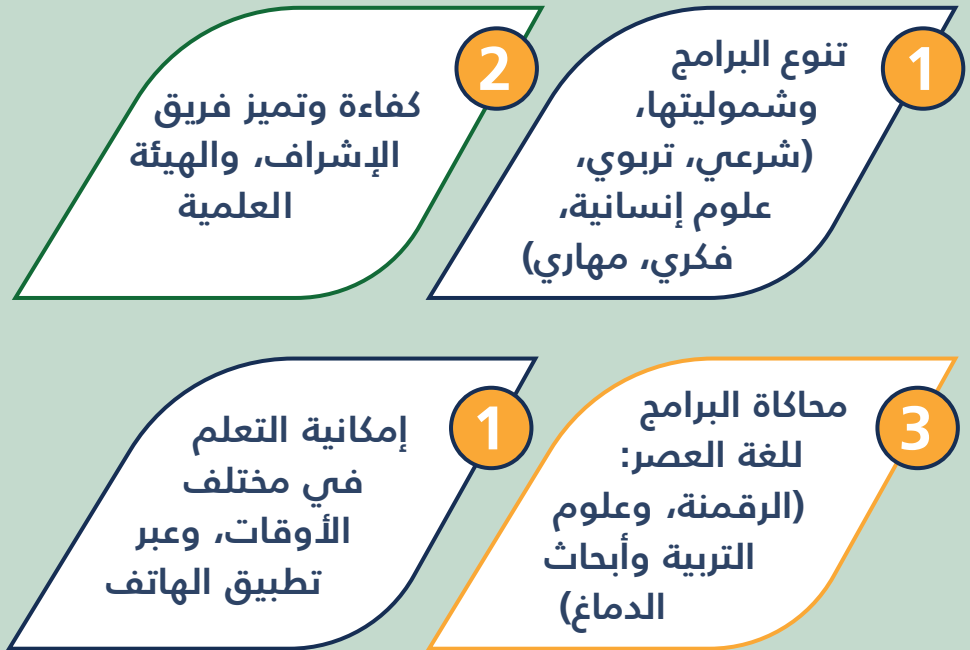 1
تنوع البرامج
وشموليتها،
(شرعي، تربوي،
علوم إنسانية،
فكري، مهاري)
2
كفاءة وتميز فريق
الإشراف، والهيئة
العلمية
3
محاكاة البرامج
للغة العصر:
(الرقمنة، وعلوم
التربية وأبحاث
الدماغ)
1
إمكانية التعلم
في مختلف
الأوقات، وعبر
تطبيق الهاتف